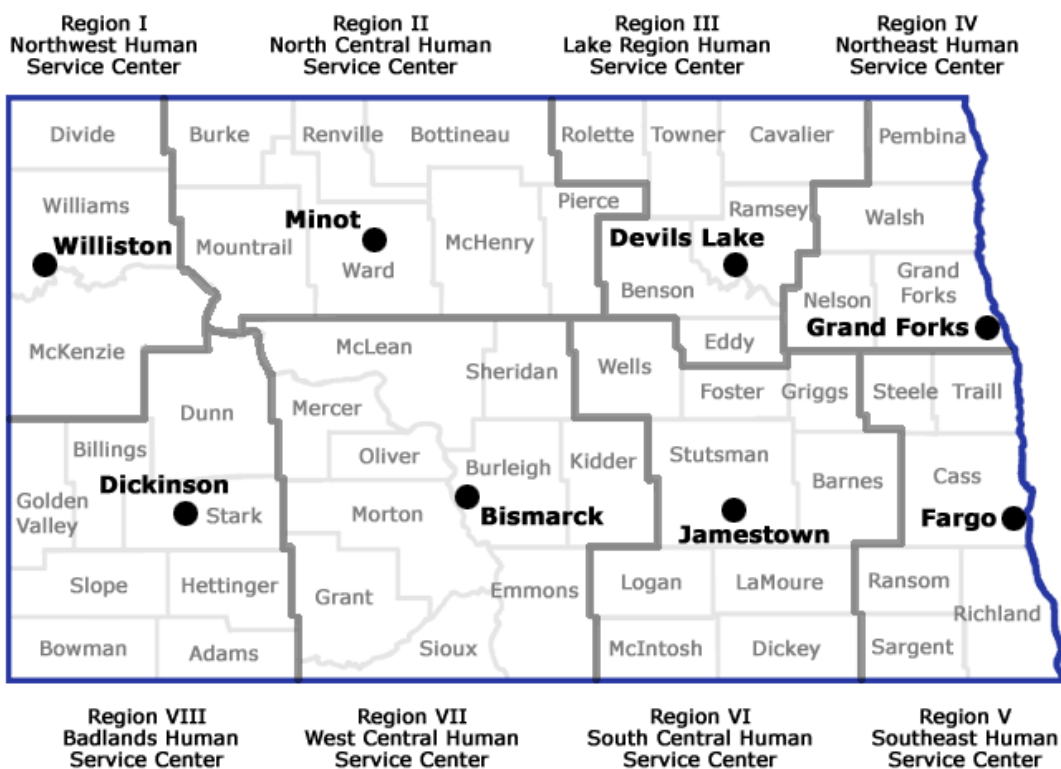 Region I
Northwest Human
Service Center
Region II
North Central Human
Service Center
Region III
Lake Region Human
Service Center
Region IV
Northeast Human
Service Center
Divide
Burke
Renville
Bottineau
Rolette
Towner
Cavalier
Pembina
Williams
Pierce
Ramsey
Walsh
Minot
Williston
Mountrail
McHenry
Devils Lake
Ward
Grand
Forks
Benson
Nelson
Grand Forks
McKenzie
McLean
Eddy
Sheridan
Wells
Foster
Griggs
Steele
Traill
Dunn
Mercer
Billings
Oliver
Burleigh
Kidder
Stutsman
Barnes
Cass
Dickinson
Golden
Valley
Stark
Morton
Bismarck
Jamestown
Fargo
Slope
Hettinger
Grant
Emmons
Logan
LaMoure
Ransom
Richland
Bowman
Adams
Sioux
McIntosh
Dickey
Sargent
Region VIII
Badlands Human
Service Center
Region VII
West Central Human
Service Center
Region VI
South Central Human
Service Center
Region V
Southeast Human
Service Center